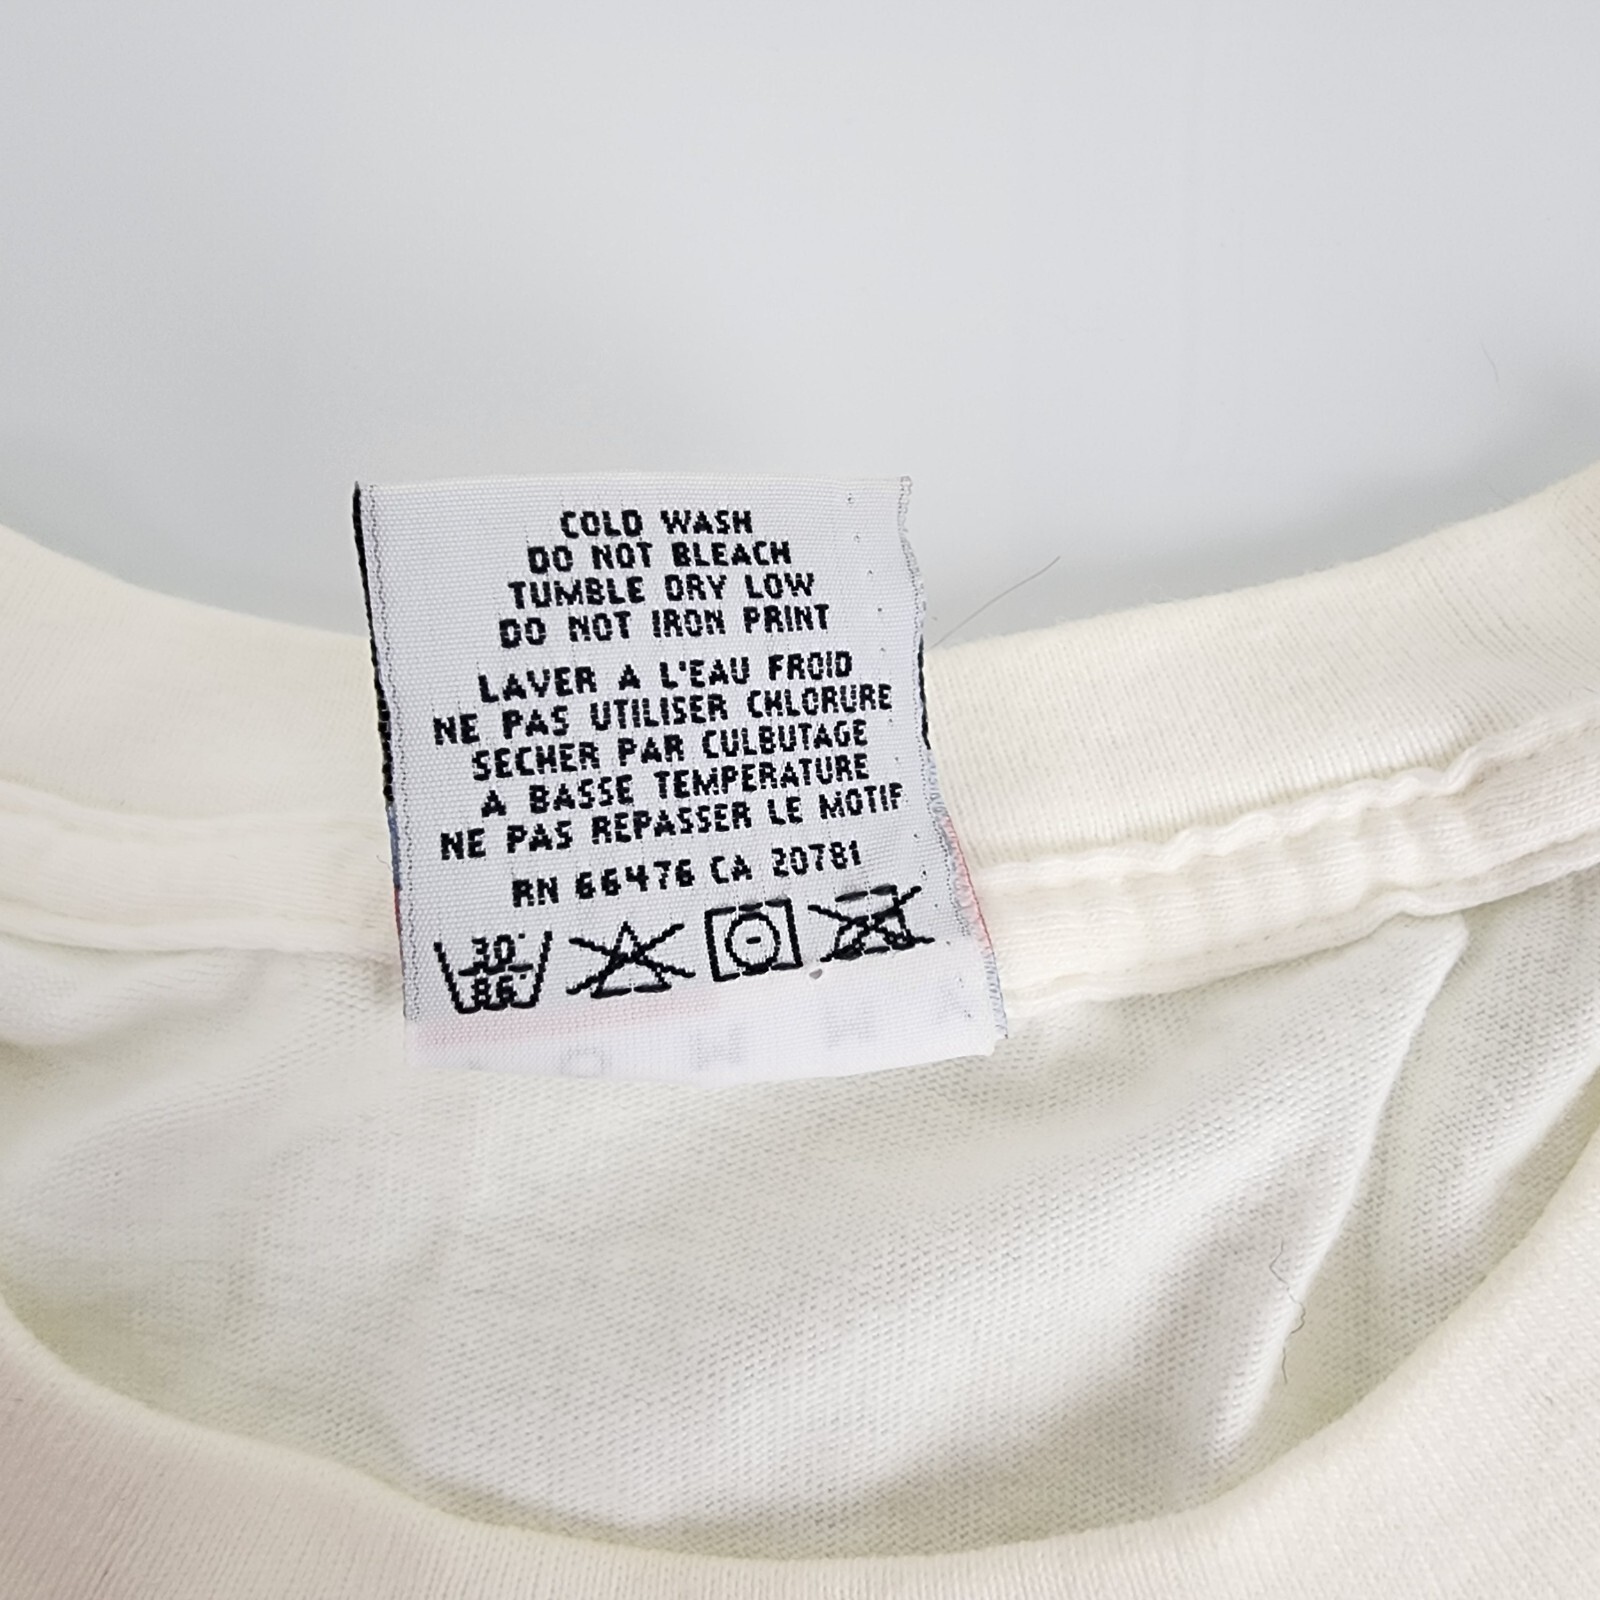 COLD WASH
DO NOT BLEACH
TUMBLE DRY LOW
DO NOT IRON PRINT
LAVER A L'EAU FROID
NE PAS UTILISER CHLORURE
SECHER PAR CULBUTAGE
A BASSE TEMPERATURE
NE PAS REPASSER LE MOTIF
RN 66476 CA 20781
30°
86°